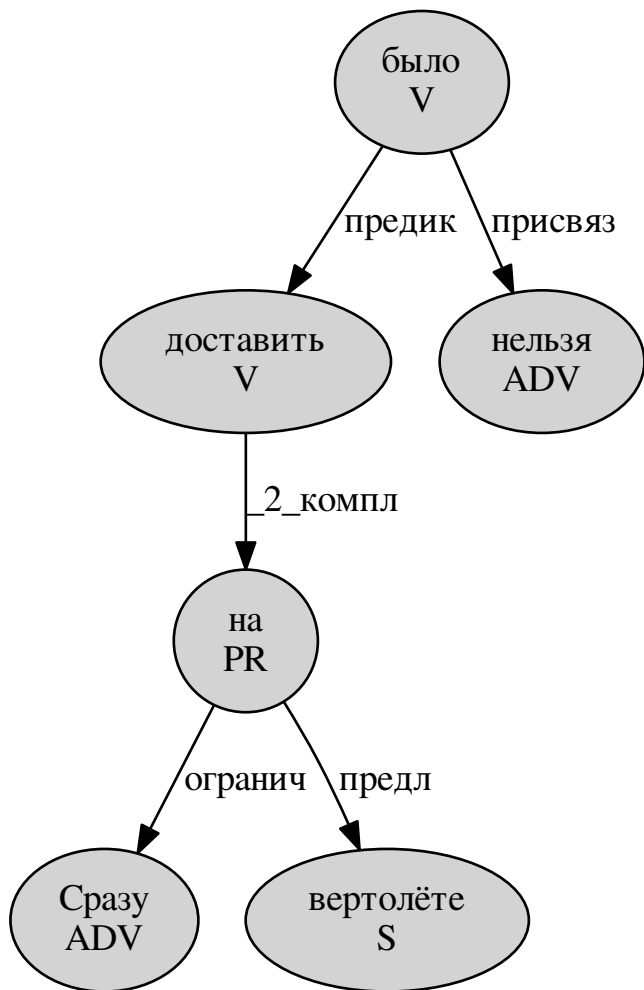 было
V
предик
присвяз
доставить
V
нельзя
ADV
_2_компл
на
PR
огранич
предл
Сразу
ADV
вертолёте
S